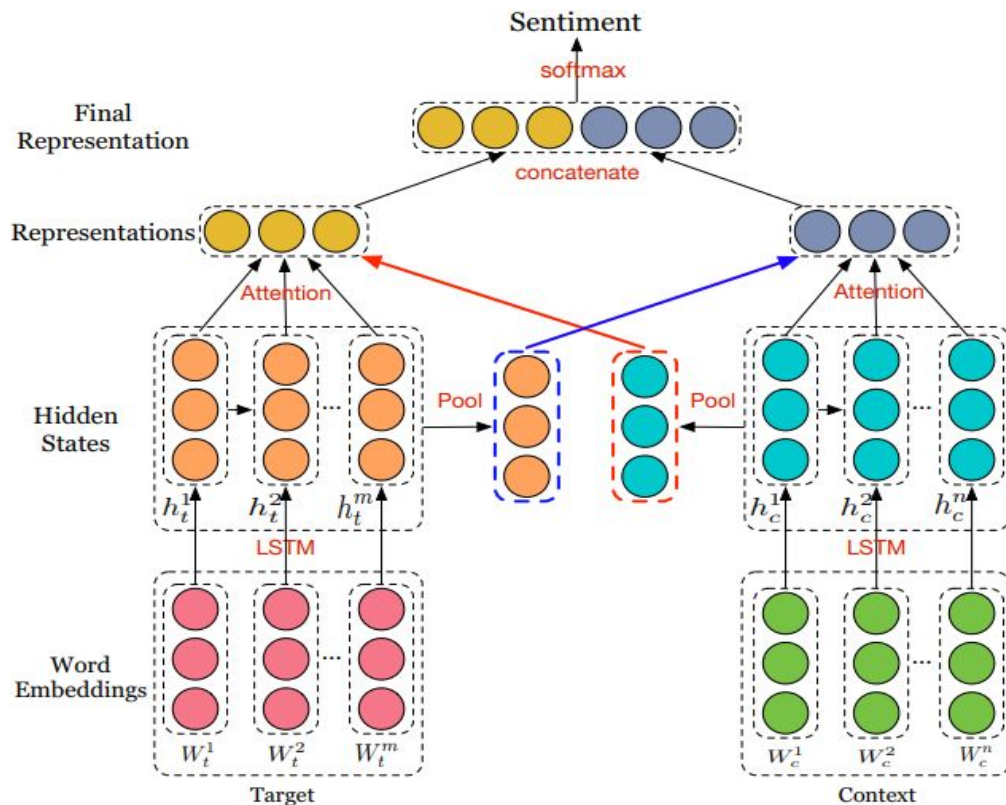 Sentiment
softmax
Final
Representation
concatenate
Representations
Attention
Attention
Hidden
States
Pool
Pool
...
...
h_t^1
h_t^2
h_t^m
h_c^1
h_c^2
h_c^n
LSTM
LSTM
Word
Embeddings
...
...
W_t^1
W_t^2
W_t^m
W_c^1
W_c^2
W_c^n
Target
Context